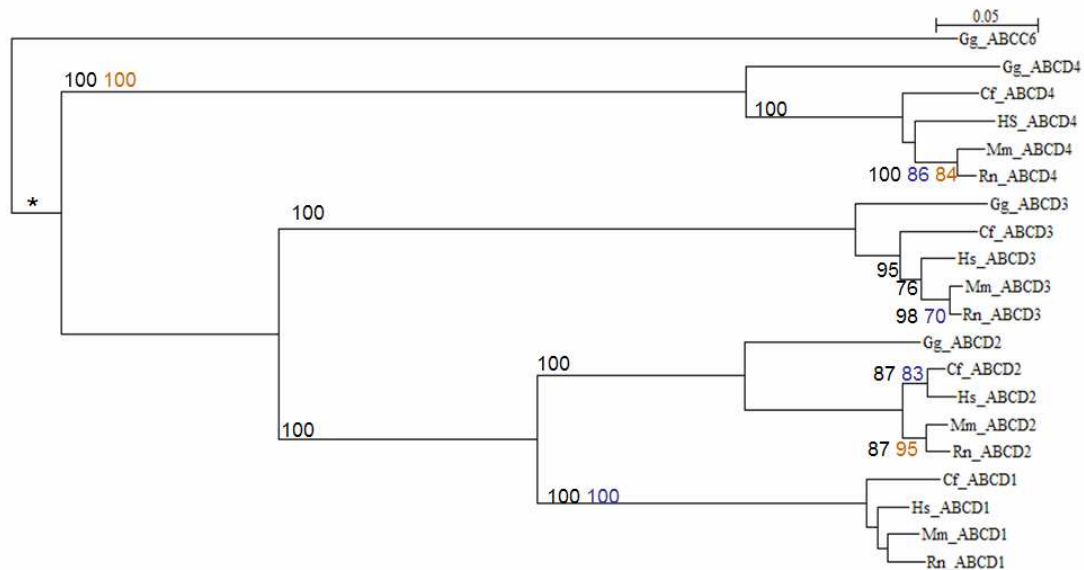 0.05
Gg_ABCC6
Gg_ABCD4
100 100
Cf_ABCD4
100
HS_ABCD4
Mm_ABCD4
100 86 84 Rn_ABCD4
*
Gg_ABCD3
100
Cf_ABCD3
Hs_ABCD3
95
76 Mm_ABCD3
98 70 Rn_ABCD3
Gg_ABCD2
100
87 83 Cf_ABCD2
Hs_ABCD2
Mm_ABCD2
100
87 95 Rn_ABCD2
Cf_ABCD1
100 100
Hs_ABCD1
Mm_ABCD1
Rn_ABCD1